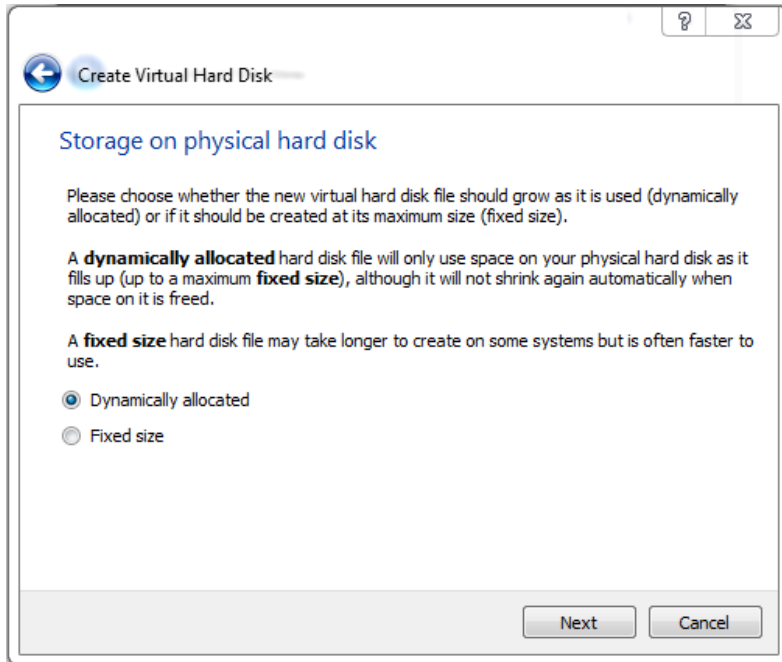 Create Virtual Hard Disk
Storage on physical hard disk
Please choose whether the new virtual hard disk file should grow as it is used (dynamically
allocated) or if it should be created at its maximum size (fixed size).
A dynamically allocated hard disk file will only use space on your physical hard disk as it
fills up (up to a maximum fixed size), although it will not shrink again automatically when
space on it is freed.
A fixed size hard disk file may take longer to create on some systems but is often faster to
use.
Dynamically allocated
Fixed size
Next Cancel